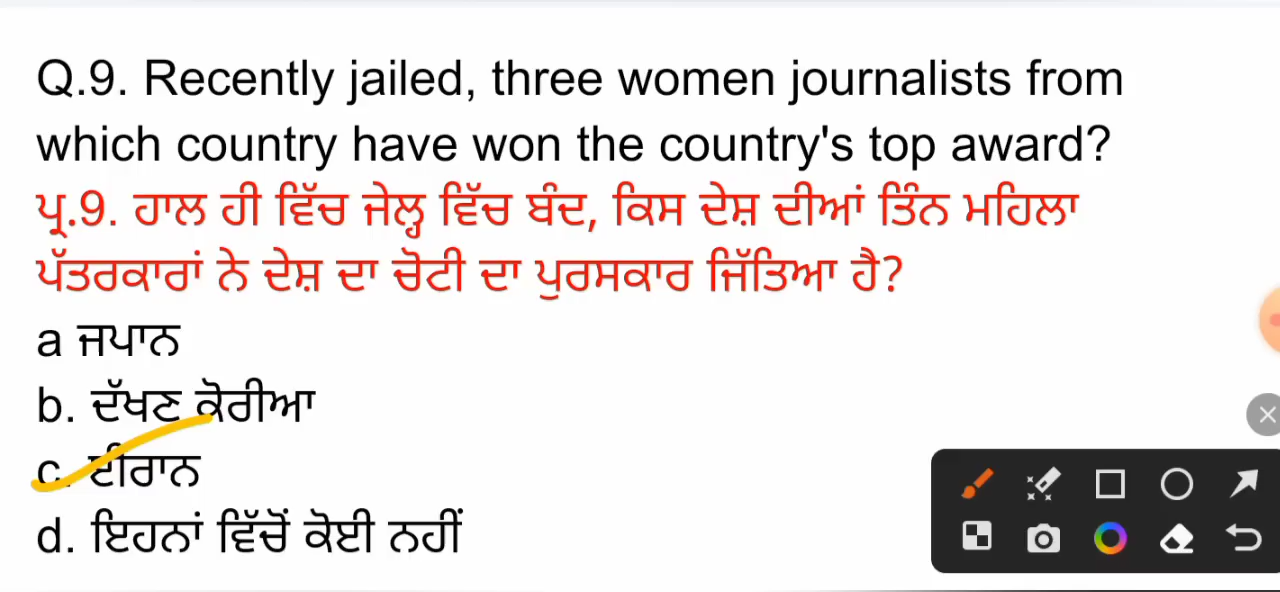 Q.9. Recently jailed, three women journalists from
which country have won the country's top award?
ਪ੍ਰ.9. ਹਾਲ ਹੀ ਵਿੱਚ ਜੇਲ੍ਹ ਵਿੱਚ ਬੰਦ, ਕਿਸ ਦੇਸ਼ ਦੀਆਂ ਤਿੰਨ ਮਹਿਲਾ
ਪੱਤਰਕਾਰਾਂ ਨੇ ਦੇਸ਼ ਦਾ ਚੋਟੀ ਦਾ ਪੁਰਸਕਾਰ ਜਿੱਤਿਆ ਹੈ?
a ਜਪਾਨ
b. ਦੱਖਣ ਕੋਰੀਆ
c. ਈਰਾਨ
d. ਇਹਨਾਂ ਵਿੱਚੋਂ ਕੋਈ ਨਹੀਂ